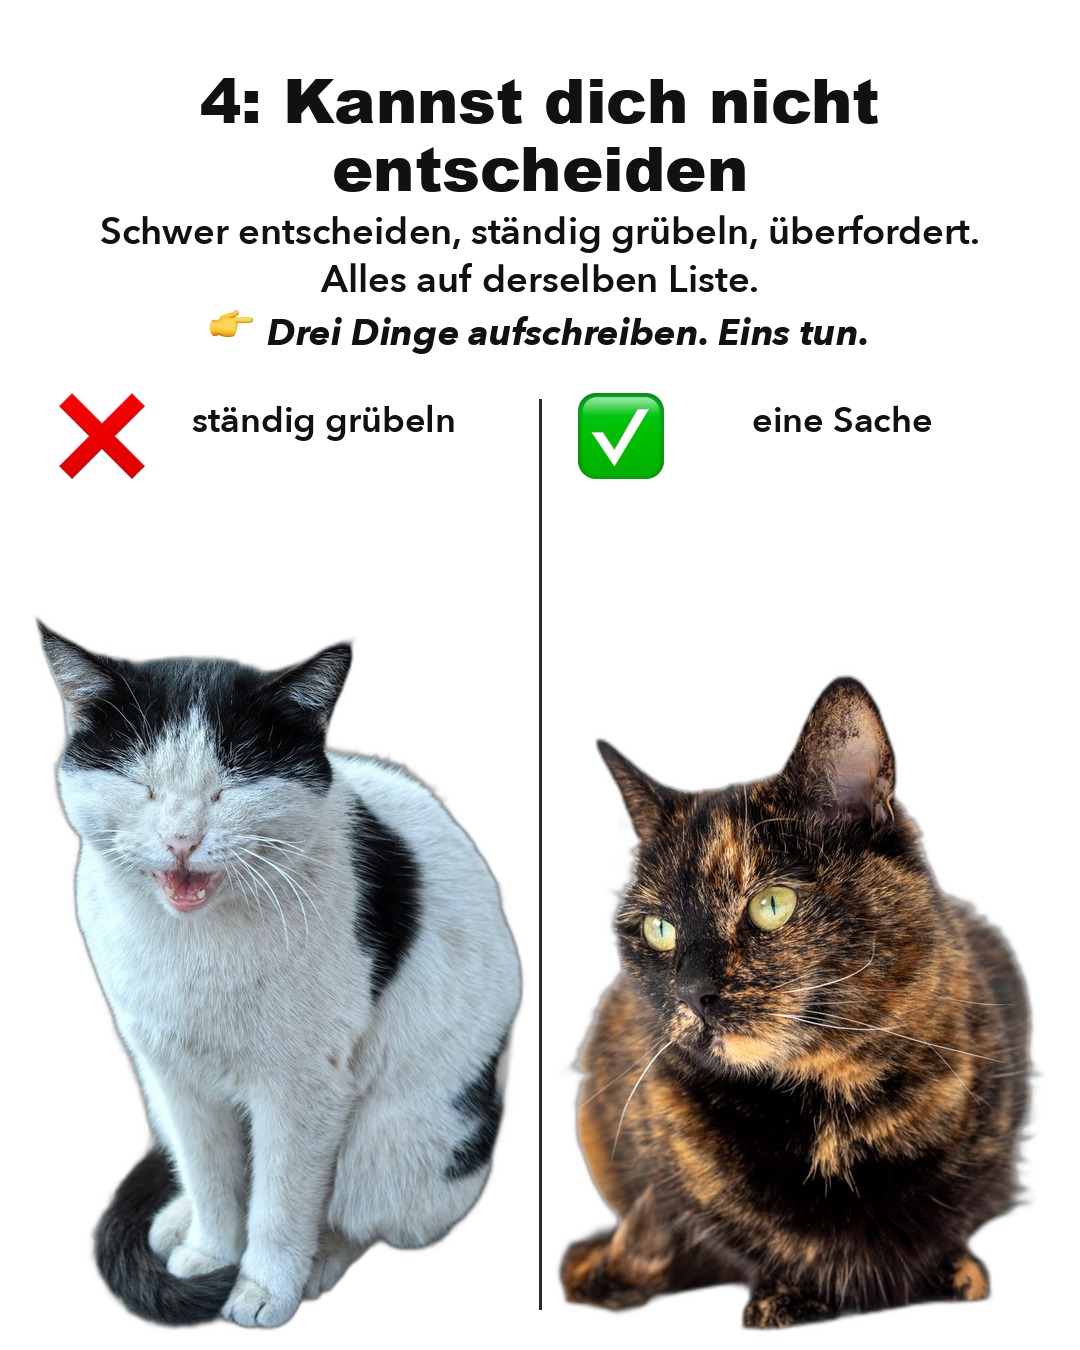 4: Kannst dich nicht
entscheiden
Schwer entscheiden, ständig grübeln, überfordert.
Alles auf derselben Liste.
👉 Drei Dinge aufschreiben. Eins tun.
❌ ständig grübeln
✅ eine Sache